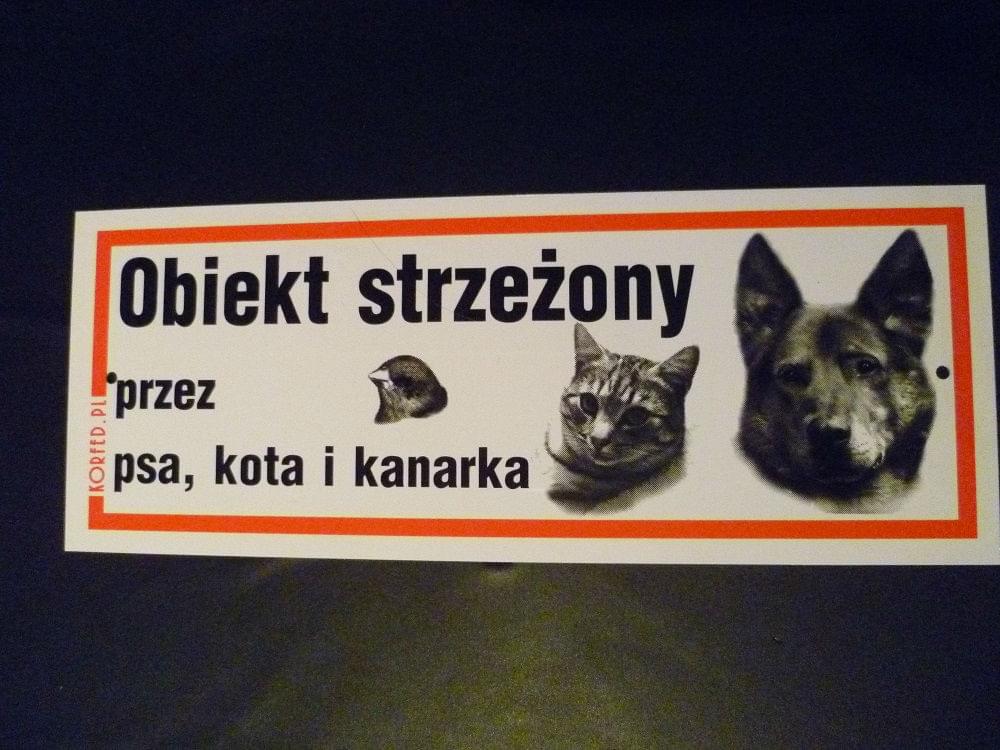 Obiekt strzeżony
przez
psa, kota i kanarka
KORFED.PL